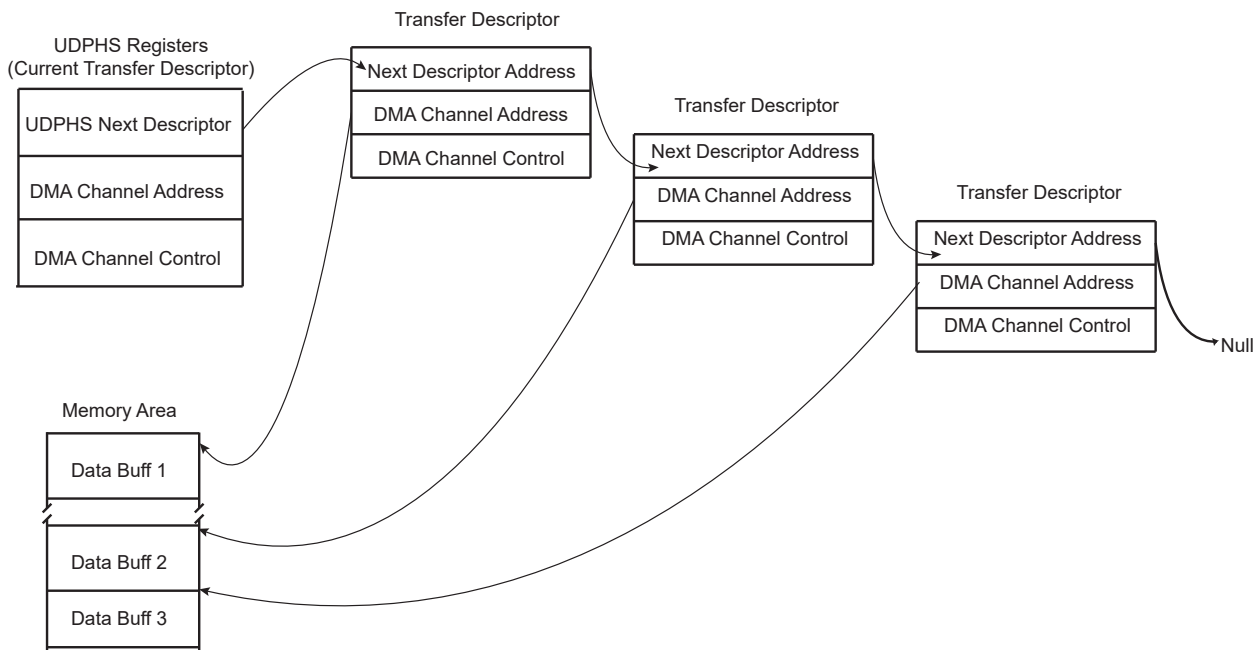 UDPHS Registers
(Current Transfer Descriptor)
UDPHS Next Descriptor
DMA Channel Address
DMA Channel Control
Transfer Descriptor
Next Descriptor Address
DMA Channel Address
DMA Channel Control
Transfer Descriptor
Next Descriptor Address
DMA Channel Address
DMA Channel Control
Transfer Descriptor
Next Descriptor Address
DMA Channel Address
DMA Channel Control
Null
Memory Area
Data Buff 1
Data Buff 2
Data Buff 3